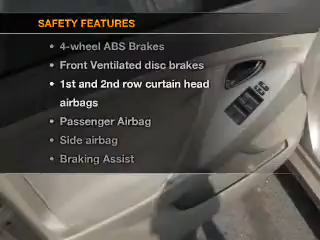 SAFETY FEATURES
• 4-wheel ABS Brakes
• Front Ventilated disc brakes
• 1st and 2nd row curtain head
airbags
• Passenger Airbag
• Side airbag
• Braking Assist